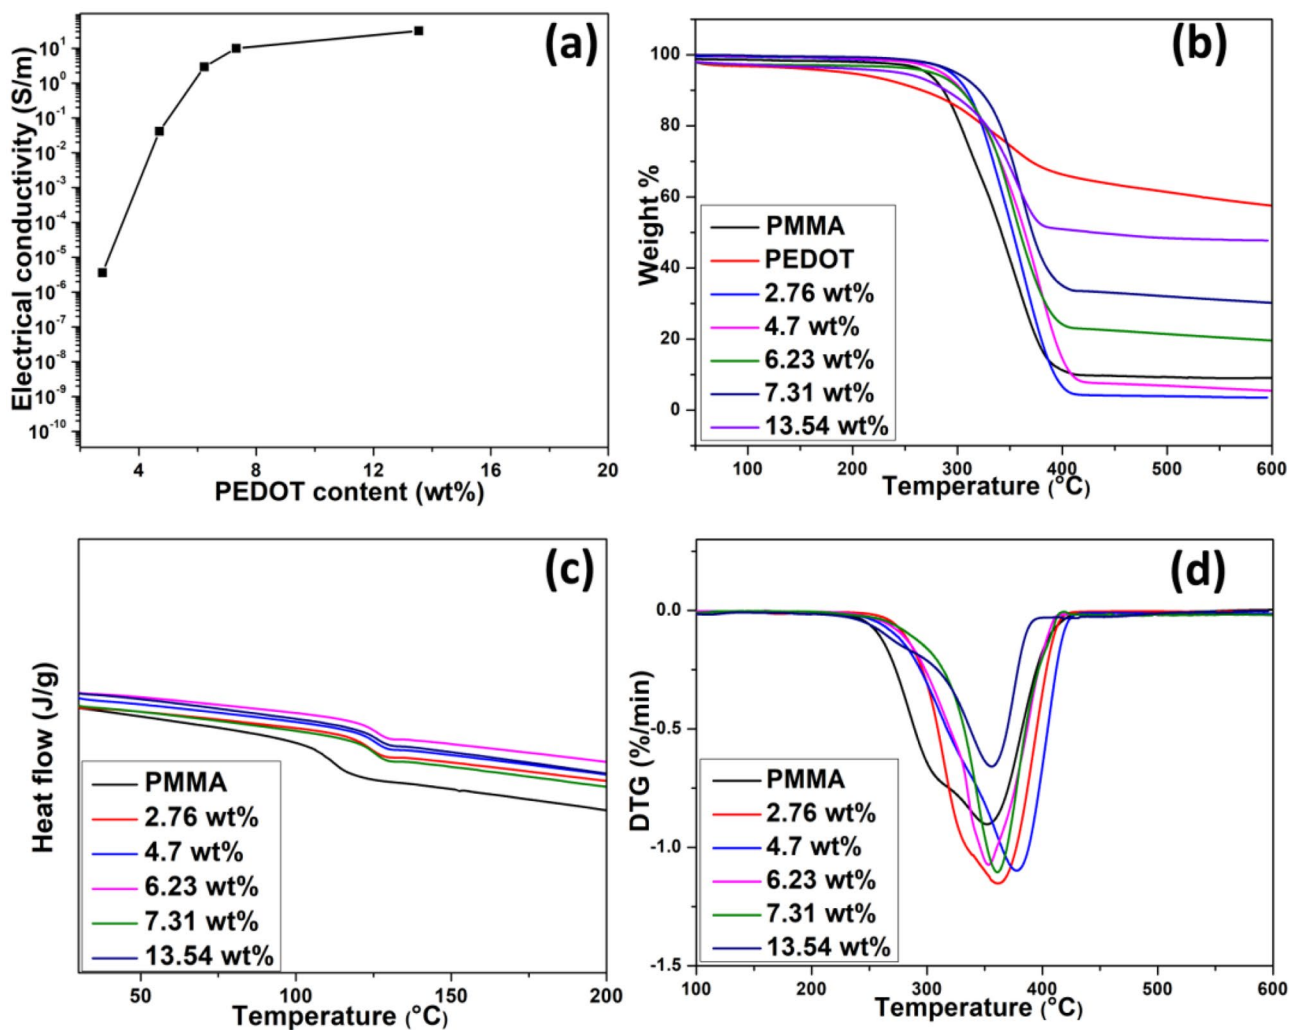 (a)
Electrical conductivity (S/m)
10^1
10^0
10^-1
10^-2
10^-3
10^-4
10^-5
10^-6
10^-7
10^-8
10^-9
10^-10
4 8 12 16 20
PEDOT content (wt%)
(b)
Weight %
100
80
60
40
20
0
PMMA
PEDOT
2.76 wt%
4.7 wt%
6.23 wt%
7.31 wt%
13.54 wt%
100 200 300 400 500 600
Temperature (°C)
(c)
Heat flow (J/g)
PMMA
2.76 wt%
4.7 wt%
6.23 wt%
7.31 wt%
13.54 wt%
50 100 150 200
Temperature (°C)
(d)
DTG (%/min)
0.0
-0.5
-1.0
-1.5
PMMA
2.76 wt%
4.7 wt%
6.23 wt%
7.31 wt%
13.54 wt%
100 200 300 400 500 600
Temperature (°C)